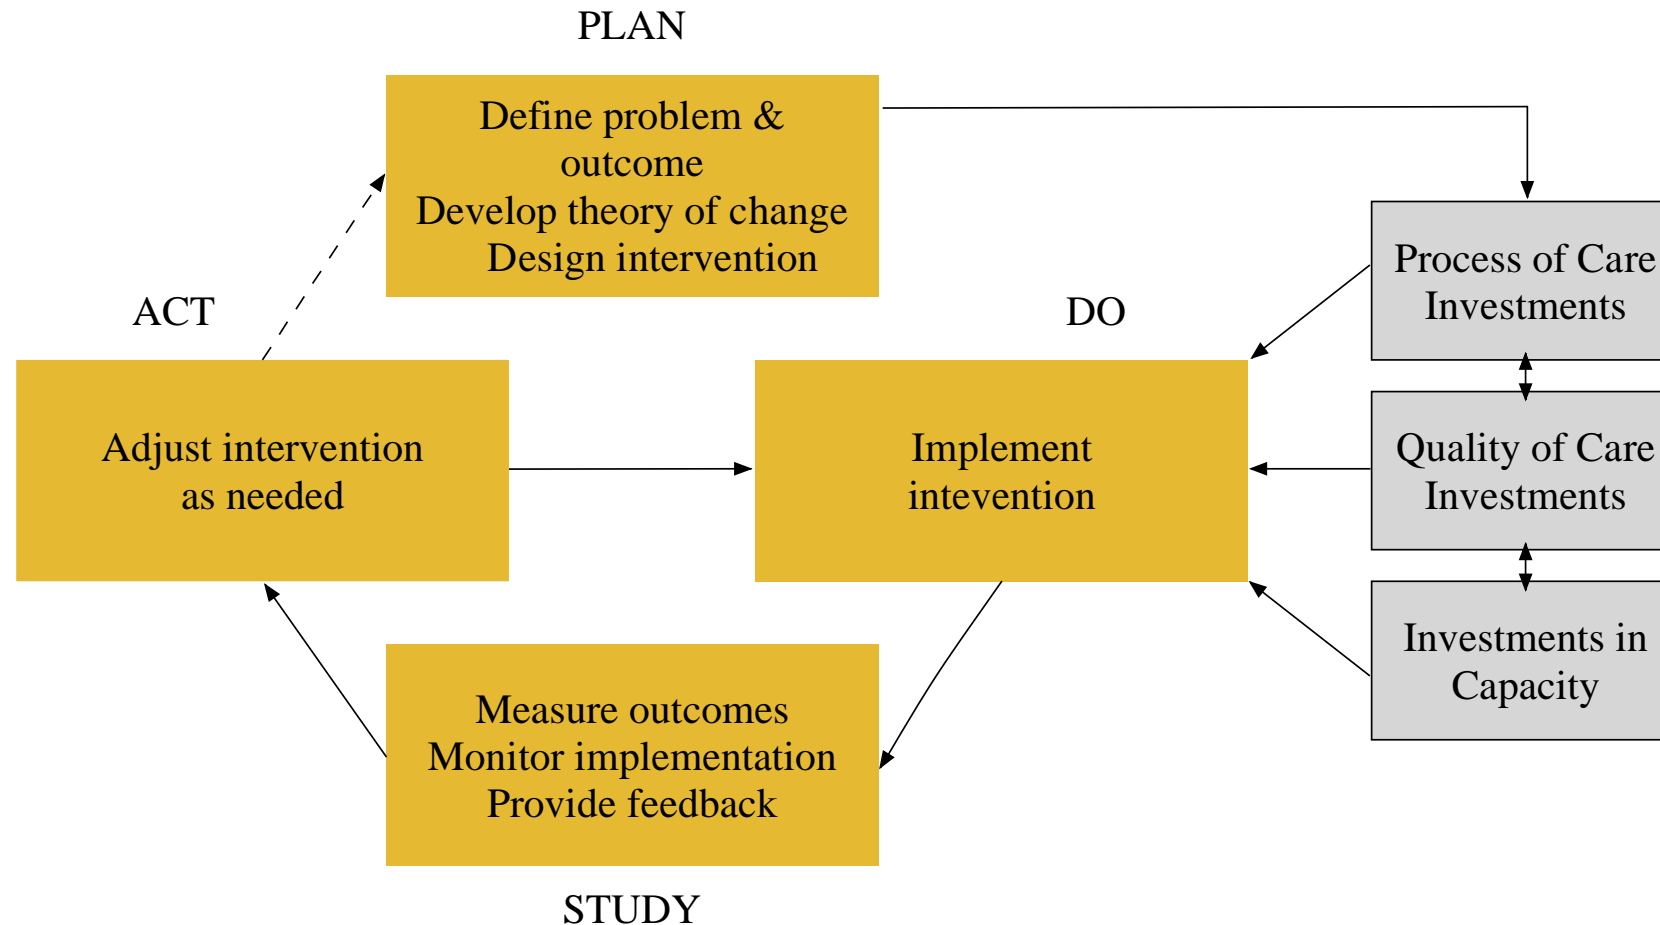 PLAN
Define problem &
outcome
Develop theory of change
Design intervention
ACT
DO
Process of Care
Investments
Adjust intervention
as needed
Implement
intevention
Quality of Care
Investments
Investments in
Capacity
Measure outcomes
Monitor implementation
Provide feedback
STUDY